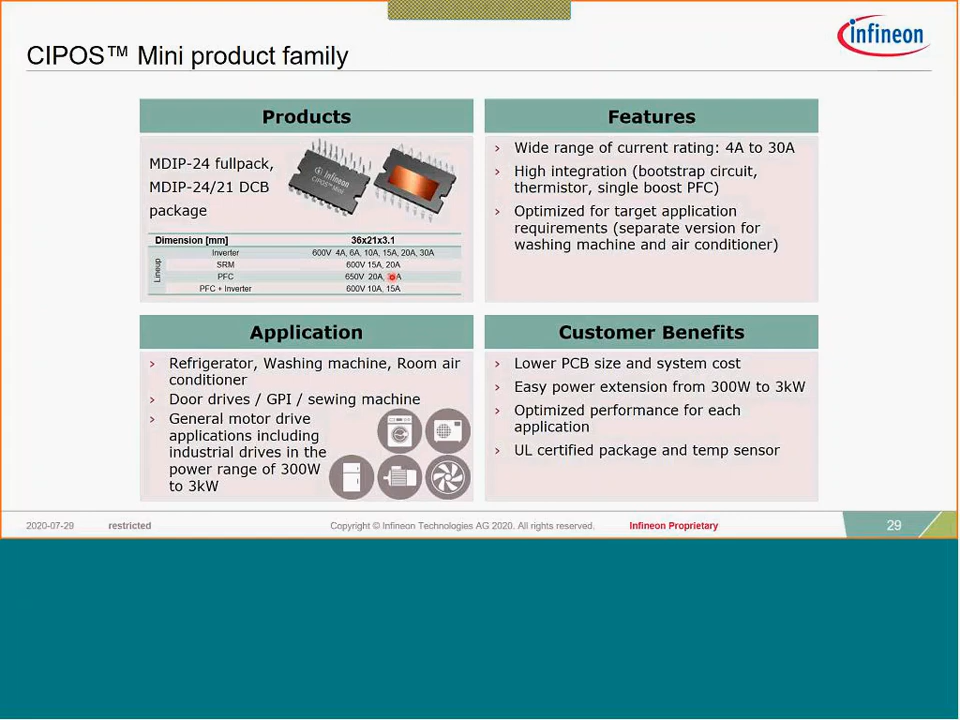 CIPOS™ Mini product family
infineon
Products
MDIP-24 fullpack,
MDIP-24/21 DCB
package
infineon
CIPOS™ Mini
Dimension [mm] 36x21x3.1
Lineup
Inverter 600V 4A, 6A, 10A, 15A, 20A, 30A
SRM 600V 15A, 20A
PFC 650V 20A, A
PFC + Inverter 600V 10A, 15A
Features
› Wide range of current rating: 4A to 30A
› High integration (bootstrap circuit,
thermistor, single boost PFC)
› Optimized for target application
requirements (separate version for
washing machine and air conditioner)
Application
› Refrigerator, Washing machine, Room air
conditioner
› Door drives / GPI / sewing machine
› General motor drive
applications including
industrial drives in the
power range of 300W
to 3kW
Customer Benefits
› Lower PCB size and system cost
› Easy power extension from 300W to 3kW
› Optimized performance for each
application
› UL certified package and temp sensor
2020-07-29 restricted Copyright © Infineon Technologies AG 2020. All rights reserved. Infineon Proprietary 29